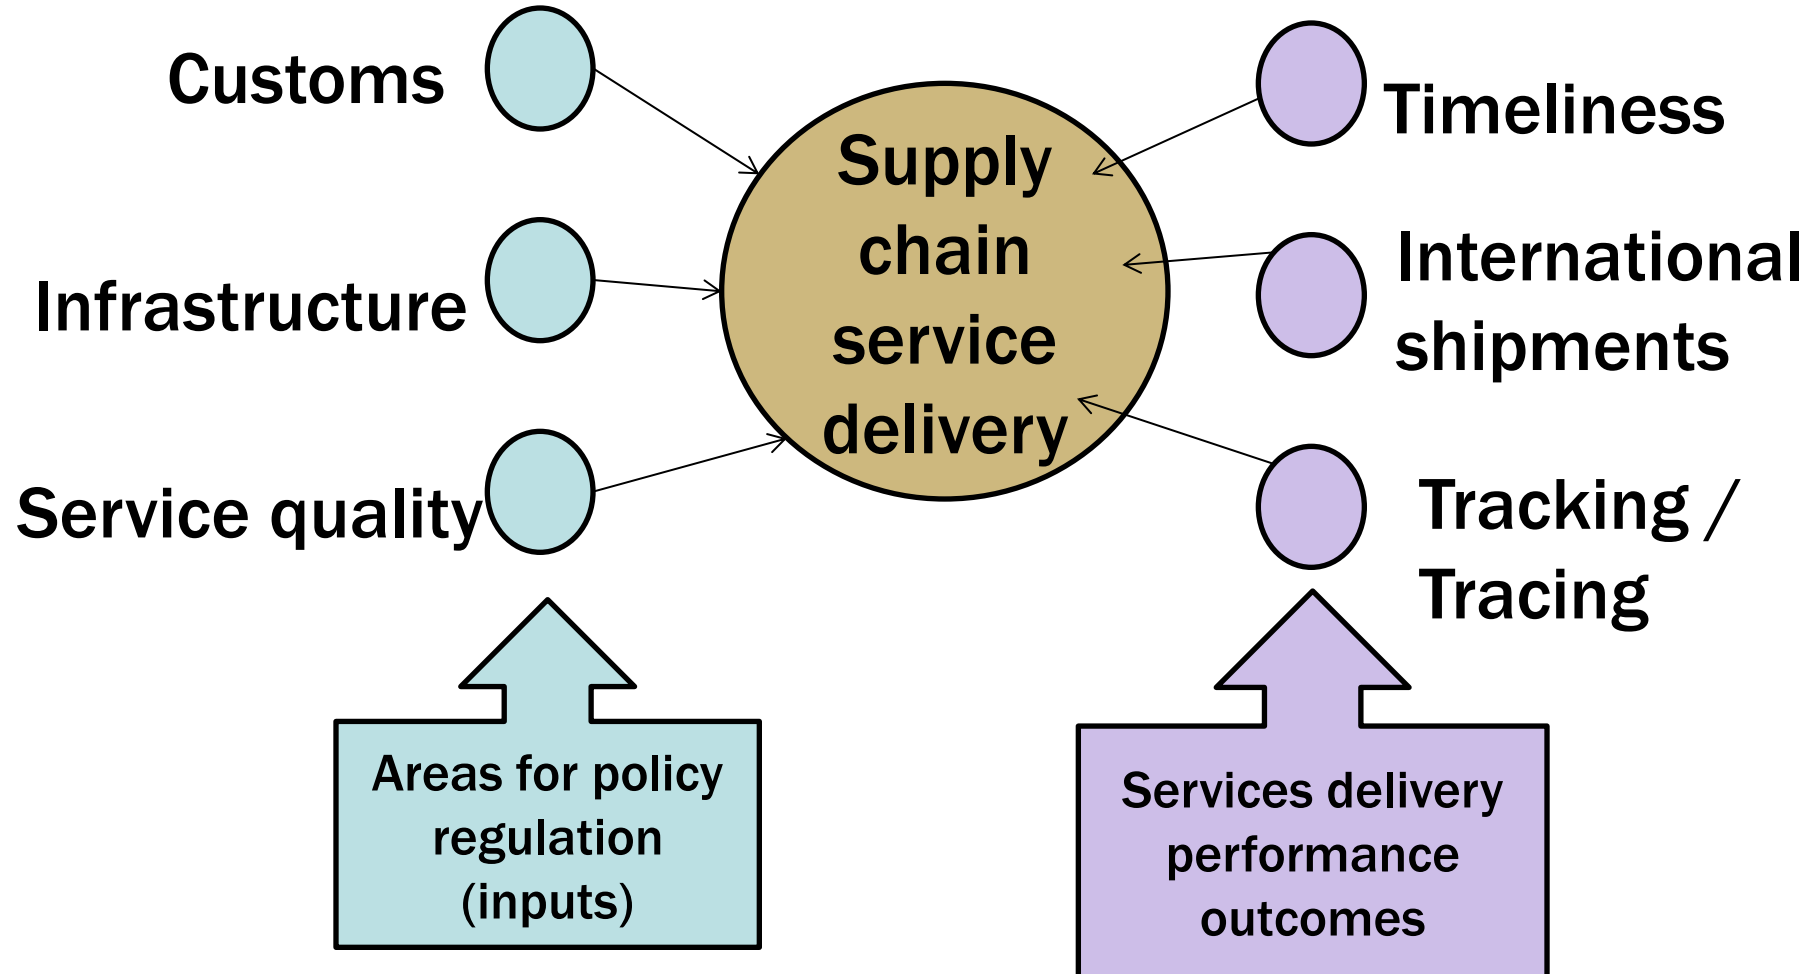 Customs
Infrastructure
Service quality
Supply
chain
service
delivery
Timeliness
International
shipments
Tracking /
Tracing
Areas for policy
regulation
(inputs)
Services delivery
performance
outcomes